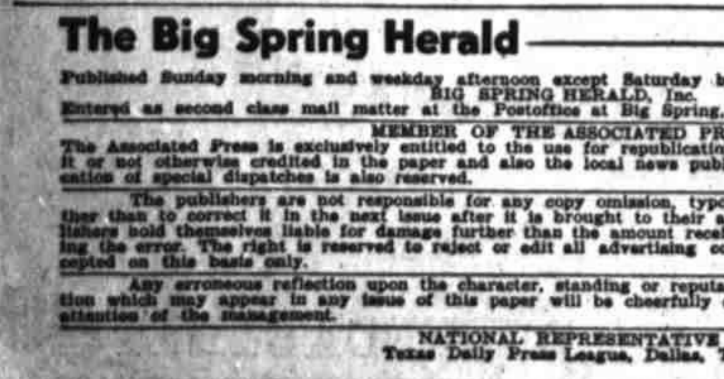 The Big Spring Herald
Published Sunday morning and weekday afternoon except Saturday b
BIG SPRING HERALD, Inc.
Entered as second class mail matter at the Postoffice at Big Spring,
MEMBER OF THE ASSOCIATED PR
The Associated Press is exclusively entitled to the use for republicatio
it or not otherwise credited in the paper and also the local news publ
cation of special dispatches is also reserved.
The publishers are not responsible for any copy omission, typo
ther than to correct it in the next issue after it is brought to their
lishers hold themselves liable for damage further than the amount recei
ing the error. The right is reserved to reject or edit all advertising
cepted on this basis only.
Any erroneous reflection upon the character, standing or reputa
tion which may appear in any issue of this paper will be cheerfully
attention of the management.
NATIONAL REPRESENTATIVE
Texas Daily Press League, Dallas, T